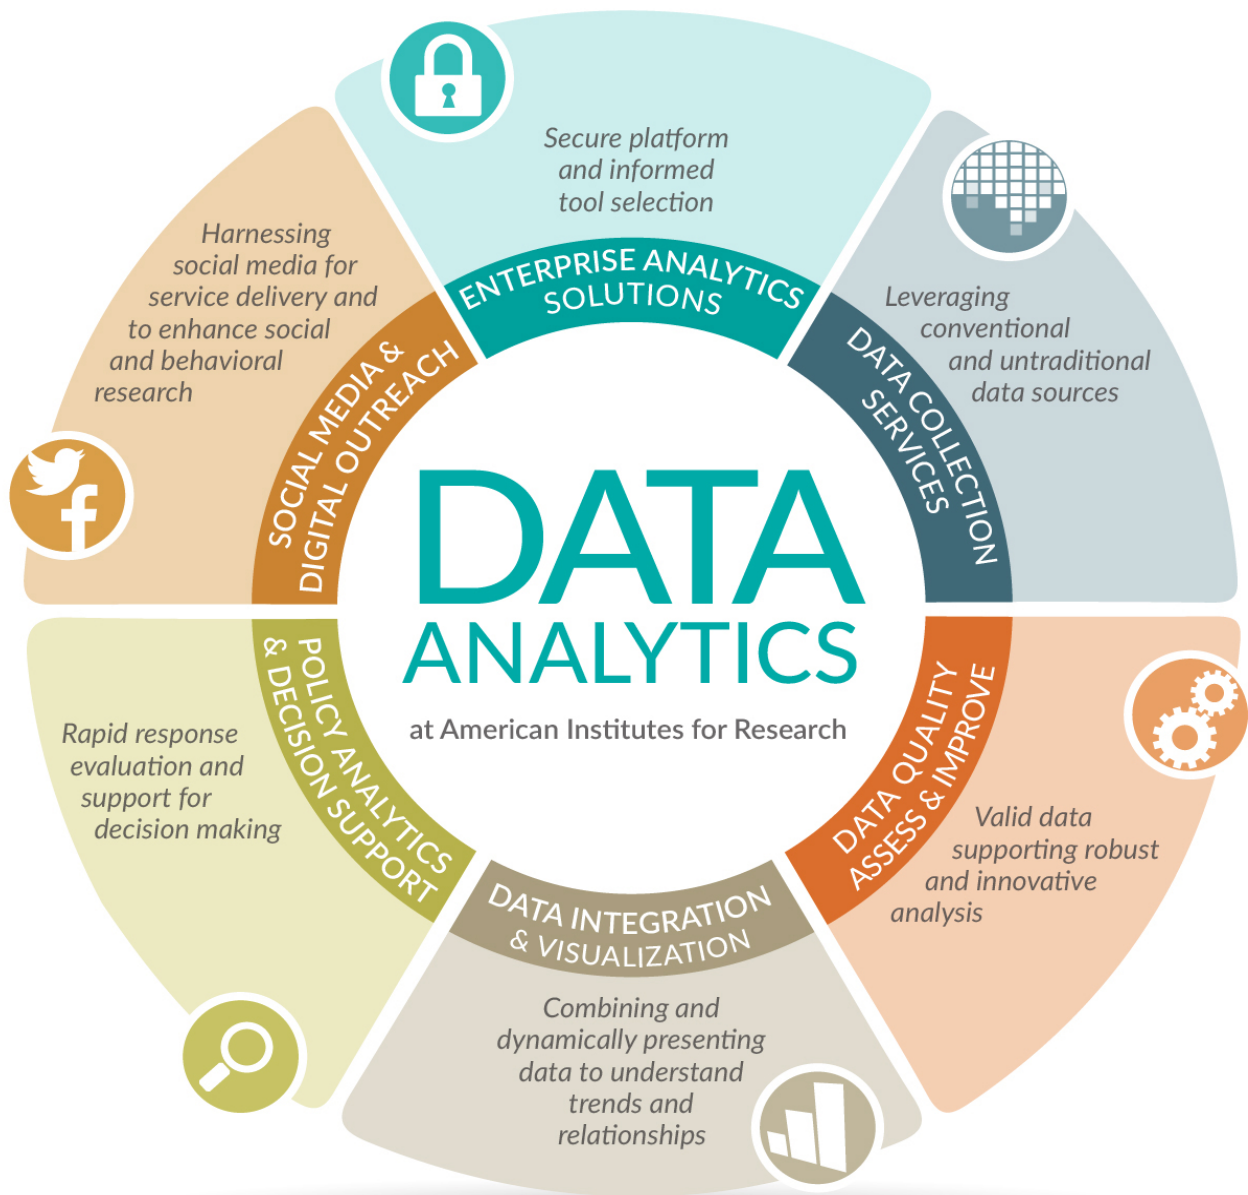 DATA
ANALYTICS
at American Institutes for Research
ENTERPRISE ANALYTICS
SOLUTIONS
Secure platform
and informed
tool selection
DATA COLLECTION
SERVICES
Leveraging
conventional
and untraditional
data sources
DATA QUALITY
ASSESS & IMPROVE
Valid data
supporting robust
and innovative
analysis
DATA INTEGRATION
& VISUALIZATION
Combining and
dynamically presenting
data to understand
trends and
relationships
POLICY ANALYTICS
& DECISION SUPPORT
Rapid response
evaluation and
support for
decision making
SOCIAL MEDIA &
DIGITAL OUTREACH
Harnessing
social media for
service delivery and
to enhance social
and behavioral
research
f